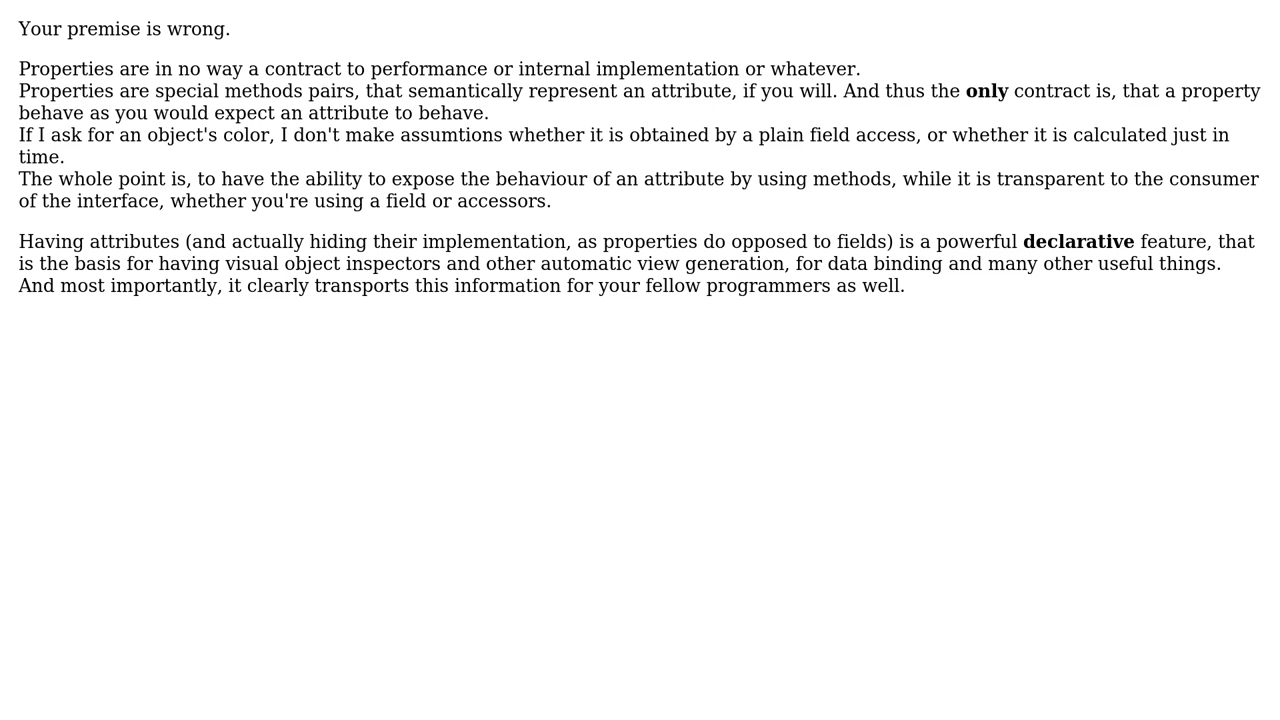 Your premise is wrong.
Properties are in no way a contract to performance or internal implementation or whatever.
Properties are special methods pairs, that semantically represent an attribute, if you will. And thus the only contract is, that a property
behave as you would expect an attribute to behave.
If I ask for an object's color, I don't make assumtions whether it is obtained by a plain field access, or whether it is calculated just in
time.
The whole point is, to have the ability to expose the behaviour of an attribute by using methods, while it is transparent to the consumer
of the interface, whether you're using a field or accessors.
Having attributes (and actually hiding their implementation, as properties do opposed to fields) is a powerful declarative feature, that
is the basis for having visual object inspectors and other automatic view generation, for data binding and many other useful things.
And most importantly, it clearly transports this information for your fellow programmers as well.